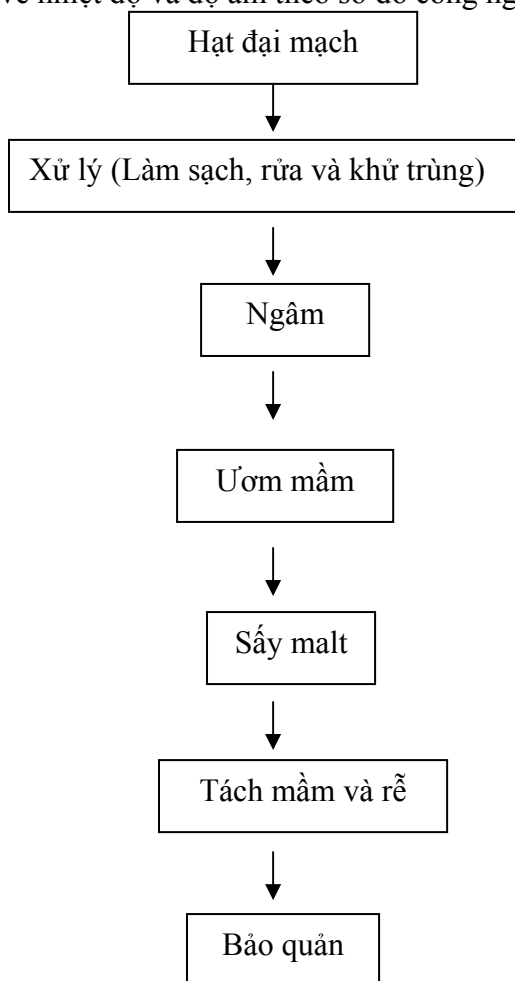 về nhiệt độ và độ ẩm theo sơ đồ công
Hạt đại mạch
Xử lý (Làm sạch, rửa và khử trùng)
Ngâm
Ươm mầm
Sấy malt
Tách mầm và rễ
Bảo quản